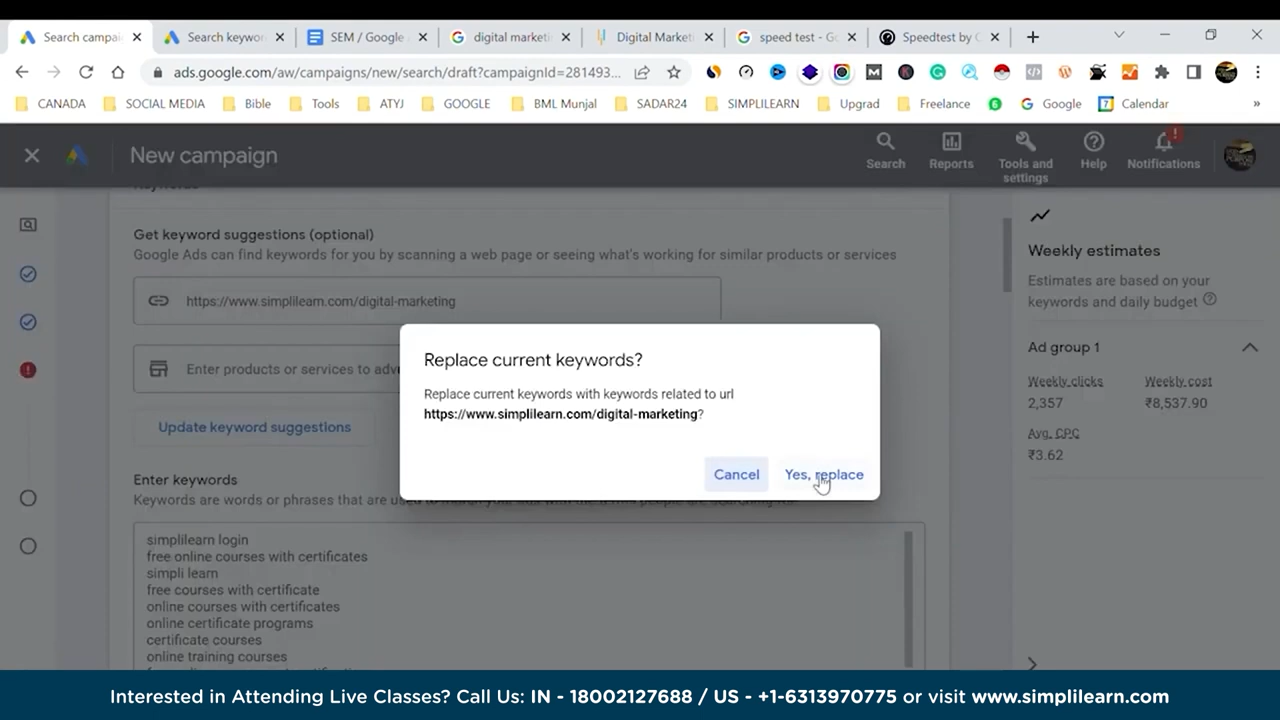 Search campai
Search keywor
SEM / Google
digital marketi
Digital Market
speed test - Go
Speedtest by O
ads.google.com/aw/campaigns/new/search/draft?campaignId=281493...
CANADA
SOCIAL MEDIA
Bible
Tools
ATYJ
GOOGLE
BML Munjal
SADAR24
SIMPLILEARN
Upgrad
Freelance
Google
Calendar
New campaign
Search
Reports
Tools and
settings
Help
Notifications
Get keyword suggestions (optional)
Google Ads can find keywords for you by scanning a web page or seeing what's working for similar products or services
https://www.simplilearn.com/digital-marketing
Enter products or services to adv
Update keyword suggestions
Enter keywords
Keywords are words or phrases that are
simplilearn login
free online courses with certificates
simpli learn
free courses with certificate
online courses with certificates
online certificate programs
certificate courses
online training courses
Replace current keywords?
Replace current keywords with keywords related to url
https://www.simplilearn.com/digital-marketing?
Cancel
Yes, replace
Weekly estimates
Estimates are based on your
keywords and daily budget
Ad group 1
Weekly clicks
Weekly cost
2,357
₹8,537.90
Avg. CPC
₹3.62
Interested in Attending Live Classes? Call Us: IN - 18002127688 / US - +1-6313970775 or visit www.simplilearn.com